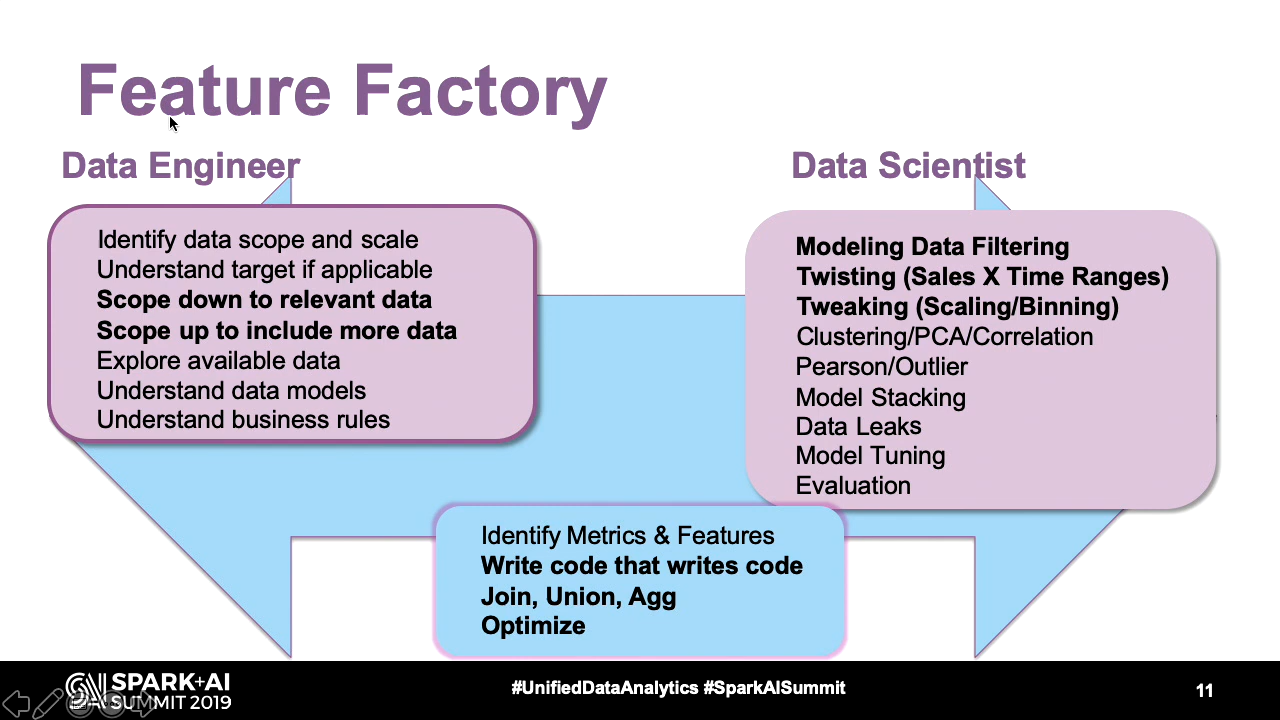 Feature Factory
Data Engineer
Identify data scope and scale
Understand target if applicable
Scope down to relevant data
Scope up to include more data
Explore available data
Understand data models
Understand business rules
Data Scientist
Modeling Data Filtering
Twisting (Sales X Time Ranges)
Tweaking (Scaling/Binning)
Clustering/PCA/Correlation
Pearson/Outlier
Model Stacking
Data Leaks
Model Tuning
Evaluation
Identify Metrics & Features
Write code that writes code
Join, Union, Agg
Optimize
SPARK+AI
SUMMIT 2019
#UnifiedDataAnalytics #SparkAISummit
11